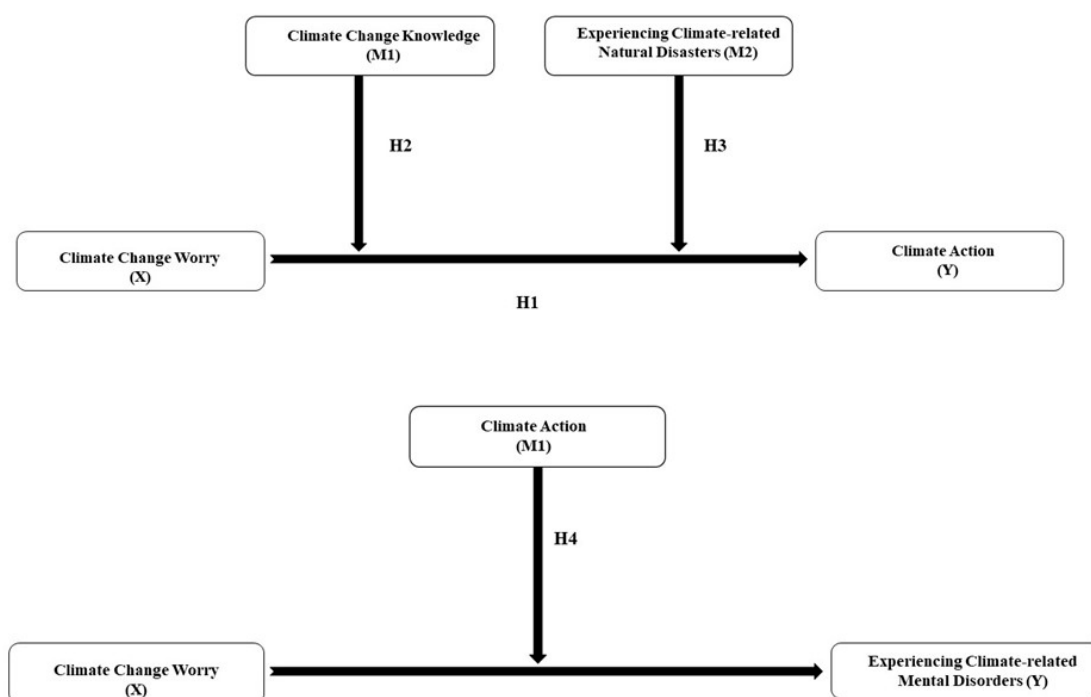 Climate Change Knowledge
(M1)
Experiencing Climate-related
Natural Disasters (M2)
H2
H3
Climate Change Worry
(X)
Climate Action
(Y)
H1
Climate Action
(M1)
H4
Climate Change Worry
(X)
Experiencing Climate-related
Mental Disorders (Y)